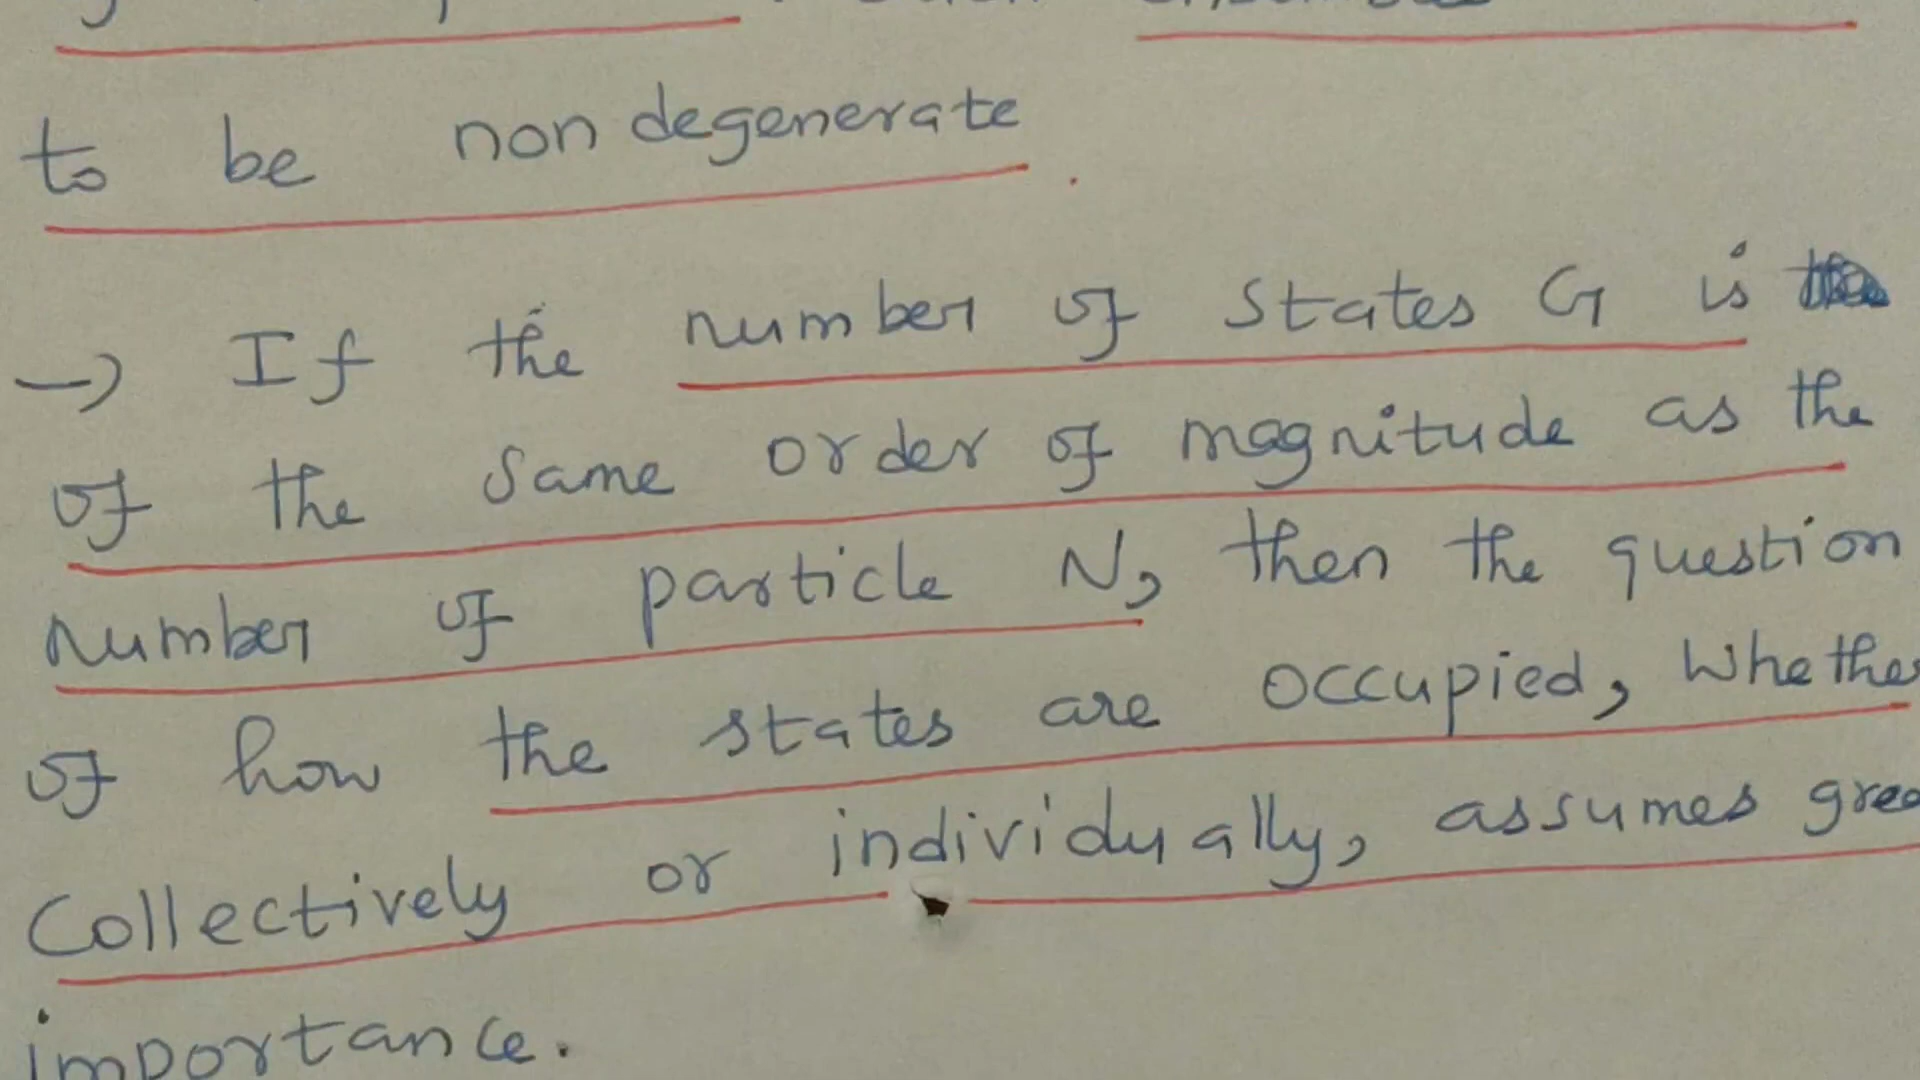 to be non degenerate.
→ If the number of states G is
of the same order of magnitude as the
number of particle N, then the question
of how the states are occupied, Whether
Collectively or individually, assumes grea
importance.